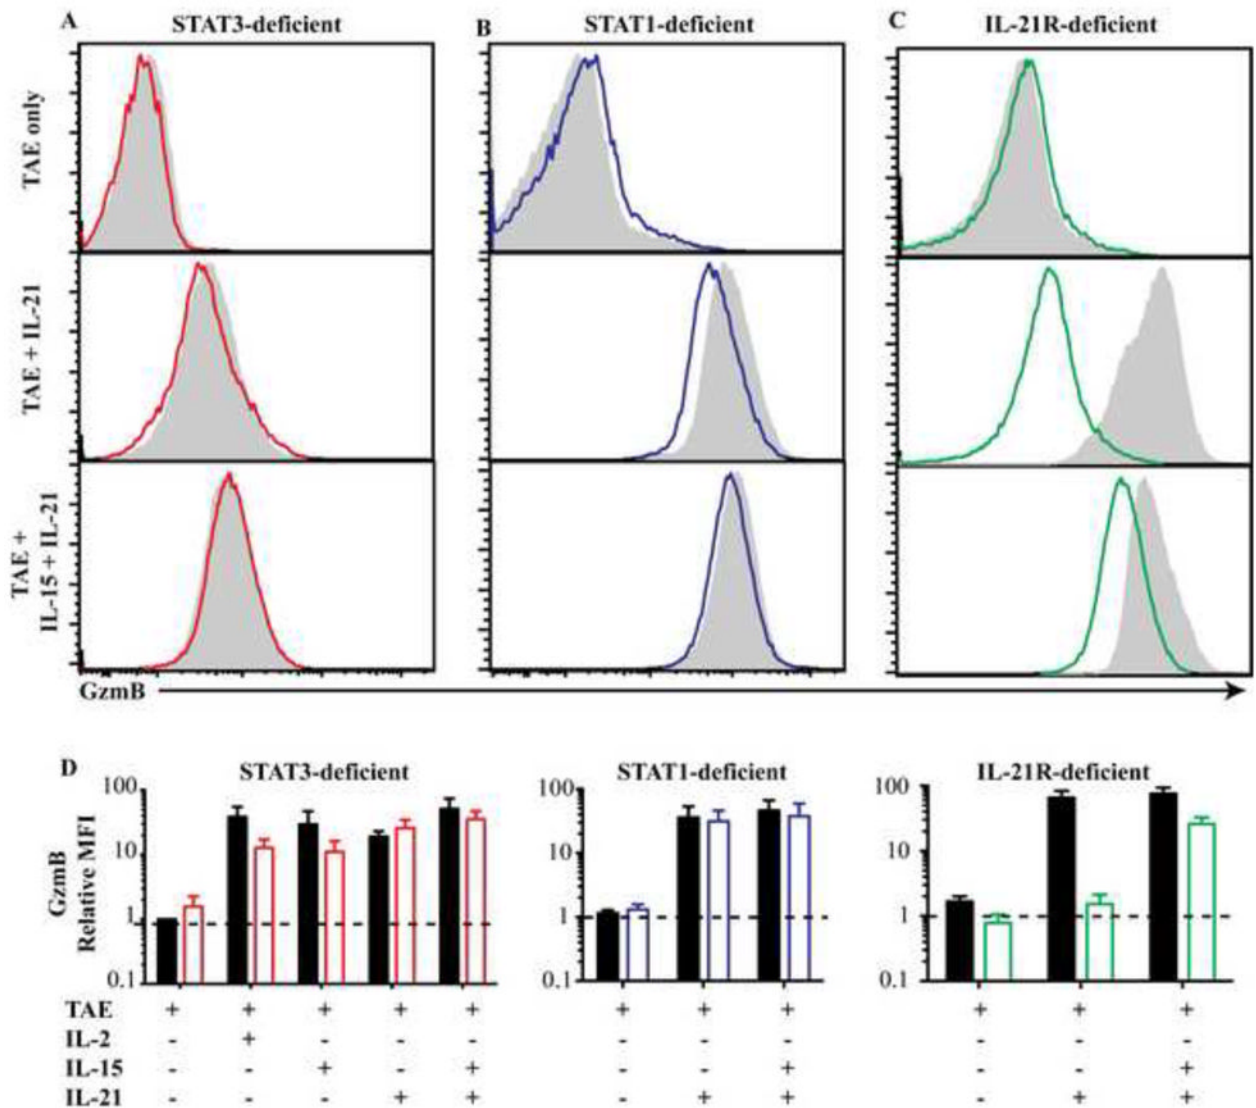 A STAT3-deficient B STAT1-deficient C IL-21R-deficient
TAE only
TAE + IL-21
TAE +
IL-15 + IL-21
GzmB
D STAT3-deficient STAT1-deficient IL-21R-deficient
GzmB
Relative MFI
100 100 100
10 10 10
1 1 1
0.1 0.1 0.1
TAE + + + + + + + + + + +
IL-2 - + - - - - - - - - -
IL-15 - - + - + - - + - - +
IL-21 - - - + + - + + - + +